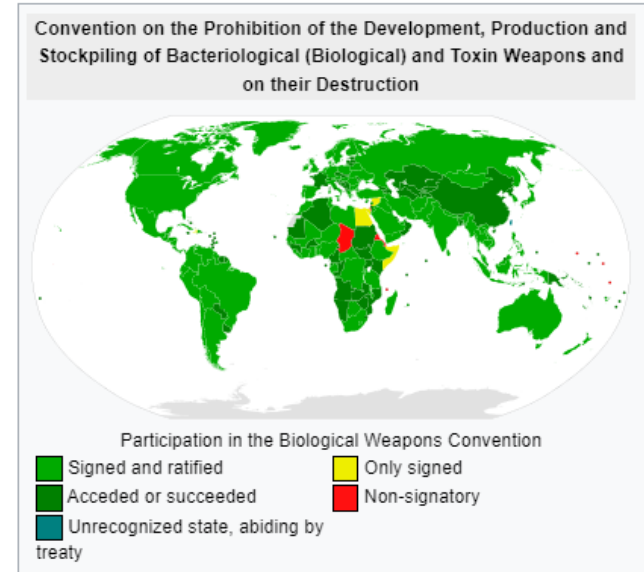 Convention on the Prohibition of the Development, Production and
Stockpiling of Bacteriological (Biological) and Toxin Weapons and
on their Destruction
Participation in the Biological Weapons Convention
Signed and ratified
Only signed
Acceded or succeeded
Non-signatory
Unrecognized state, abiding by
treaty